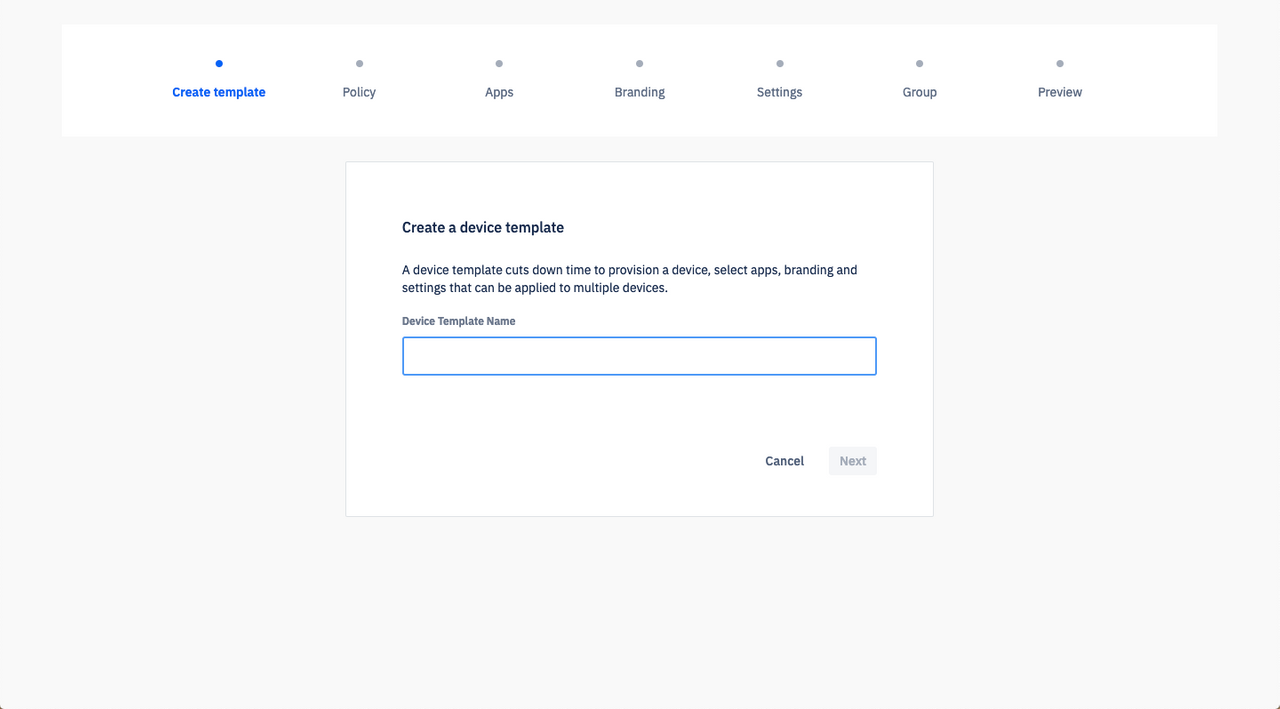 Create template
Policy
Apps
Branding
Settings
Group
Preview
Create a device template
A device template cuts down time to provision a device, select apps, branding and
settings that can be applied to multiple devices.
Device Template Name
Cancel
Next